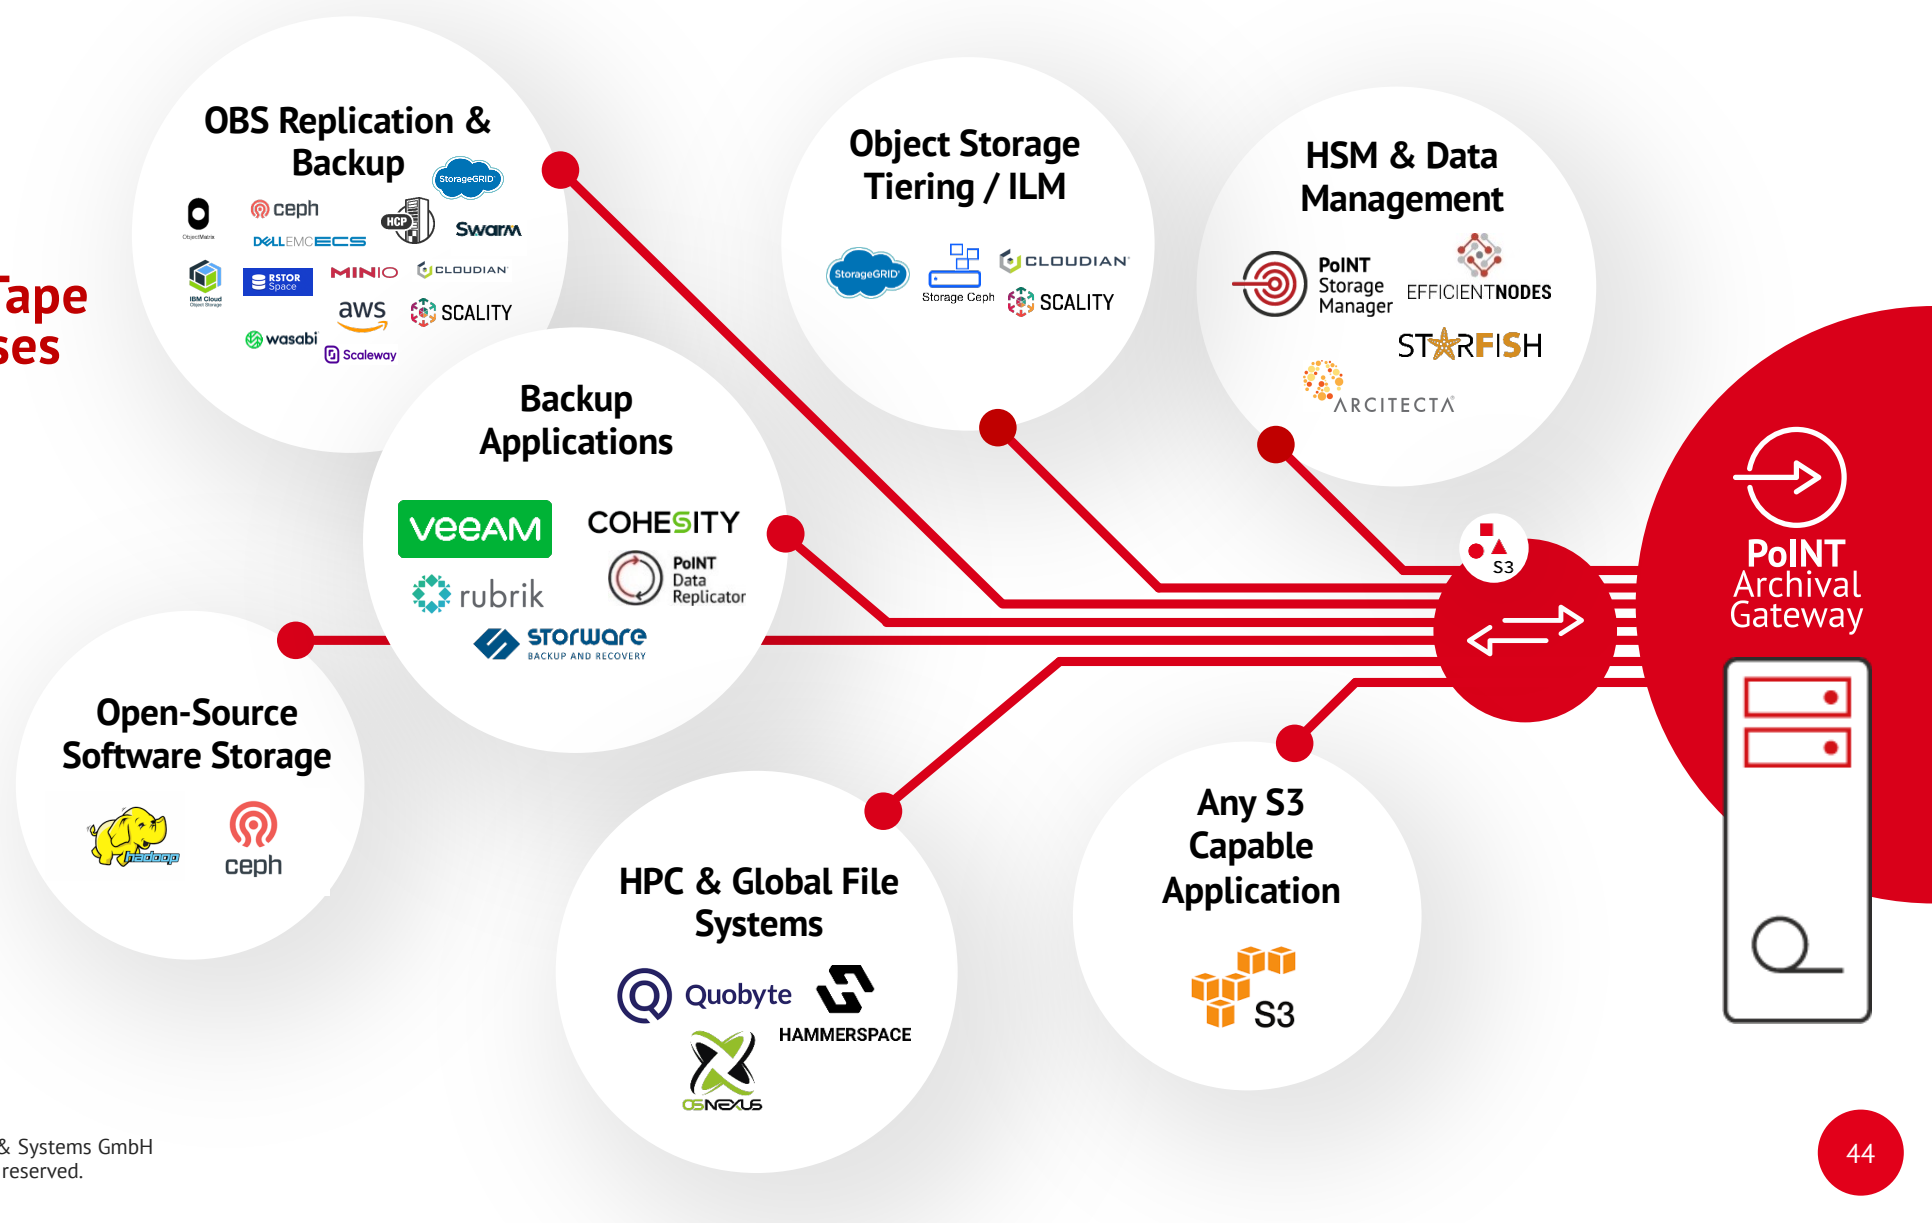 Tape
ses
OBS Replication &
Backup
StorageGRID
ObjectMatrix
ceph
HCP
Swarm
DELLEMC ECS
IBM Cloud
Object Storage
RSTOR
Space
MINIO
CLOUDIAN
aws
SCALITY
wasabi
Scaleway
Object Storage
Tiering / ILM
StorageGRID
Storage Ceph
CLOUDIAN
SCALITY
HSM & Data
Management
PoINT
Storage
Manager
EFFICIENTNODES
STARFISH
ARCITECTA
Backup
Applications
veeAM
COHESITY
rubrik
PoINT
Data
Replicator
STORWARE
BACKUP AND RECOVERY
S3
PoINT
Archival
Gateway
Open-Source
Software Storage
hadoop
ceph
HPC & Global File
Systems
Quobyte
HAMMERSPACE
OSNEXUS
Any S3
Capable
Application
S3
& Systems GmbH
reserved.
44